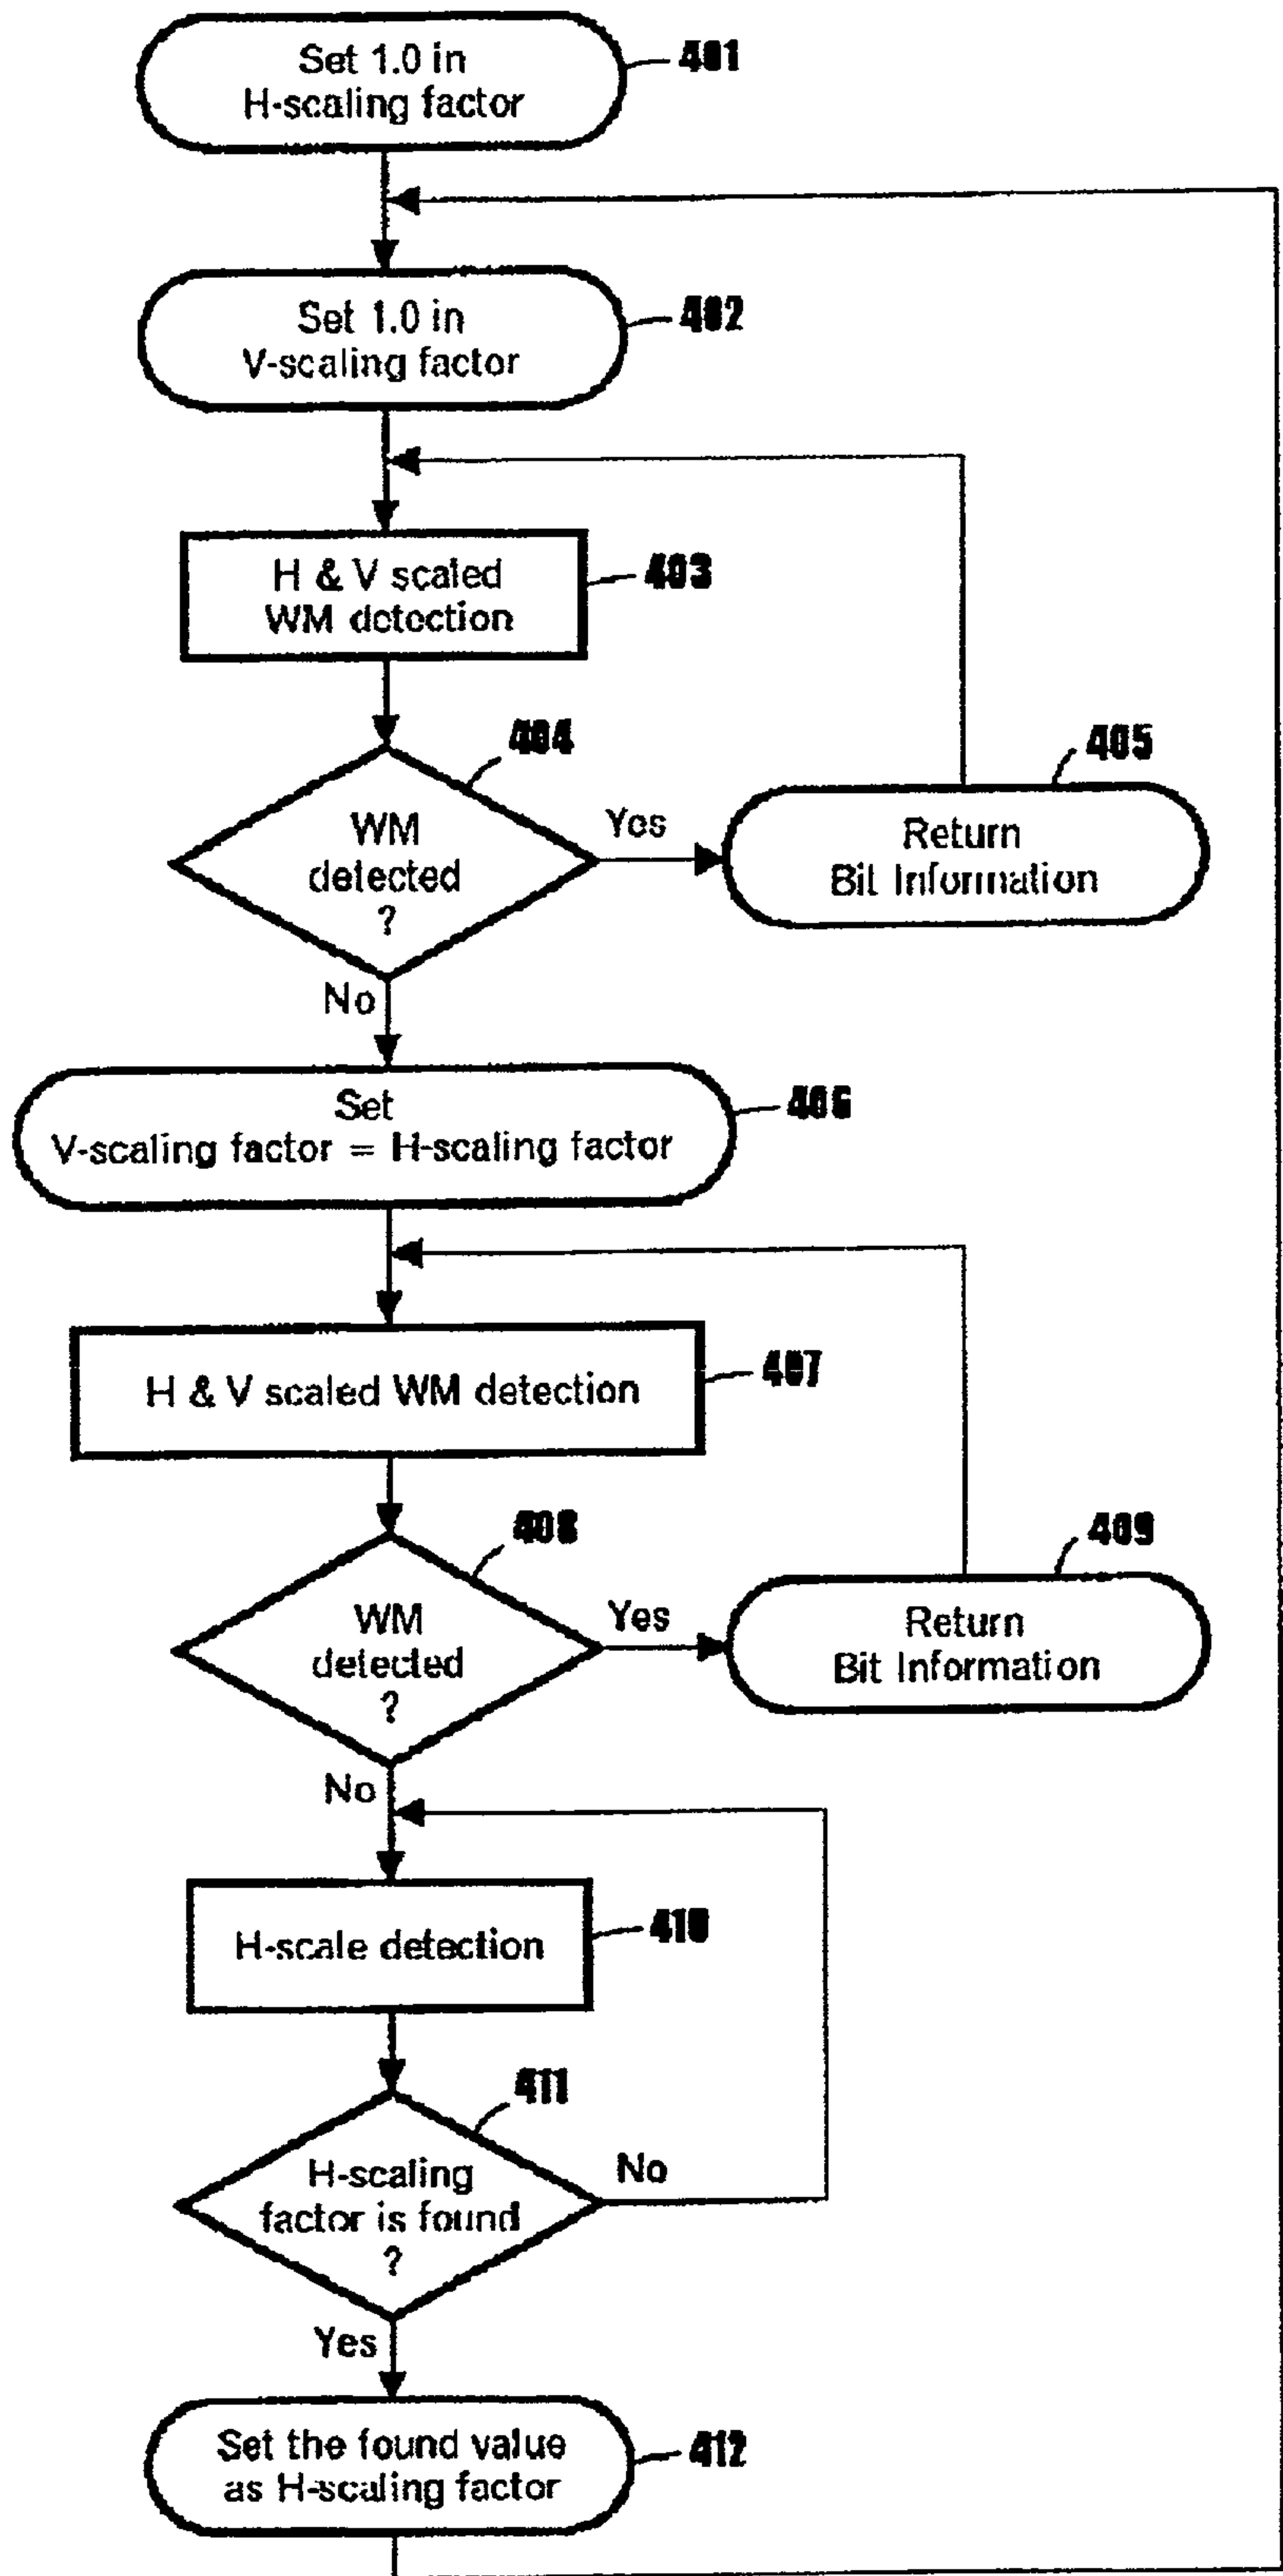 Set 1.0 in
H-scaling factor
401
Set 1.0 in
V-scaling factor
402
H & V scaled
WM detection
403
404
WM
detected
?
Yes
405
Return
Bit Information
No
Set
V-scaling factor = H-scaling factor
406
H & V scaled WM detection
407
408
WM
detected
?
Yes
409
Return
Bit Information
No
H-scale detection
410
411
H-scaling
factor is found
?
No
Yes
Set the found value
as H-scaling factor
412